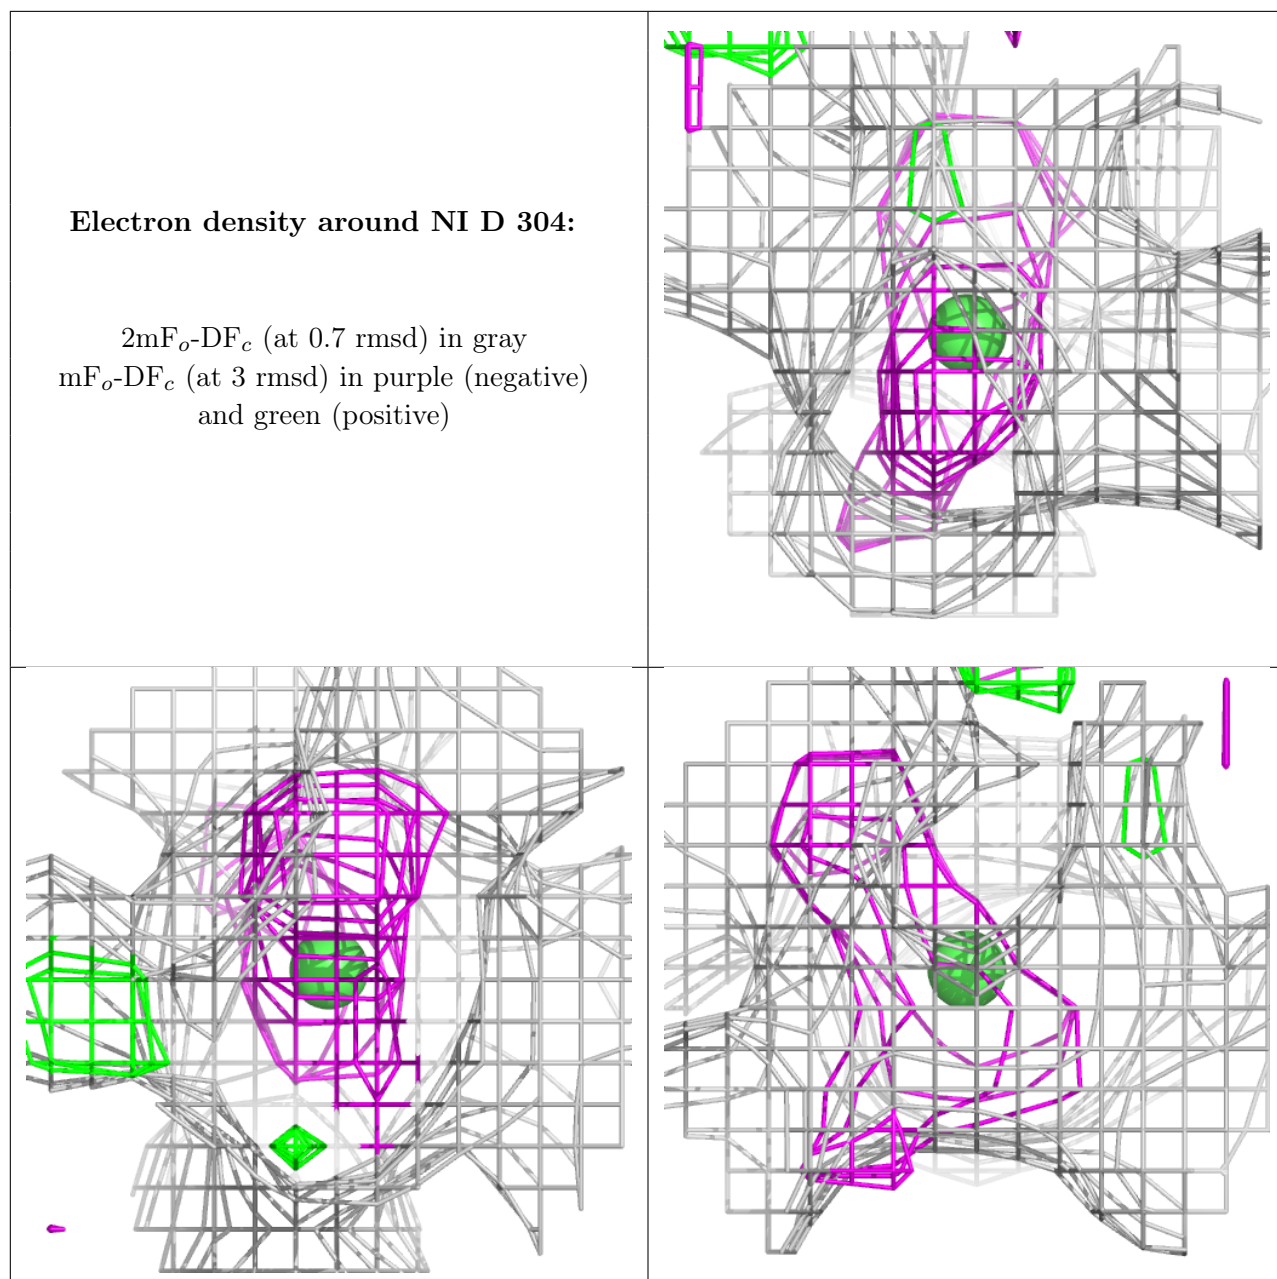 Electron density around NI D 304:
2mFo-DFc (at 0.7 rmsd) in gray
mFo-DFc (at 3 rmsd) in purple (negative)
and green (positive)